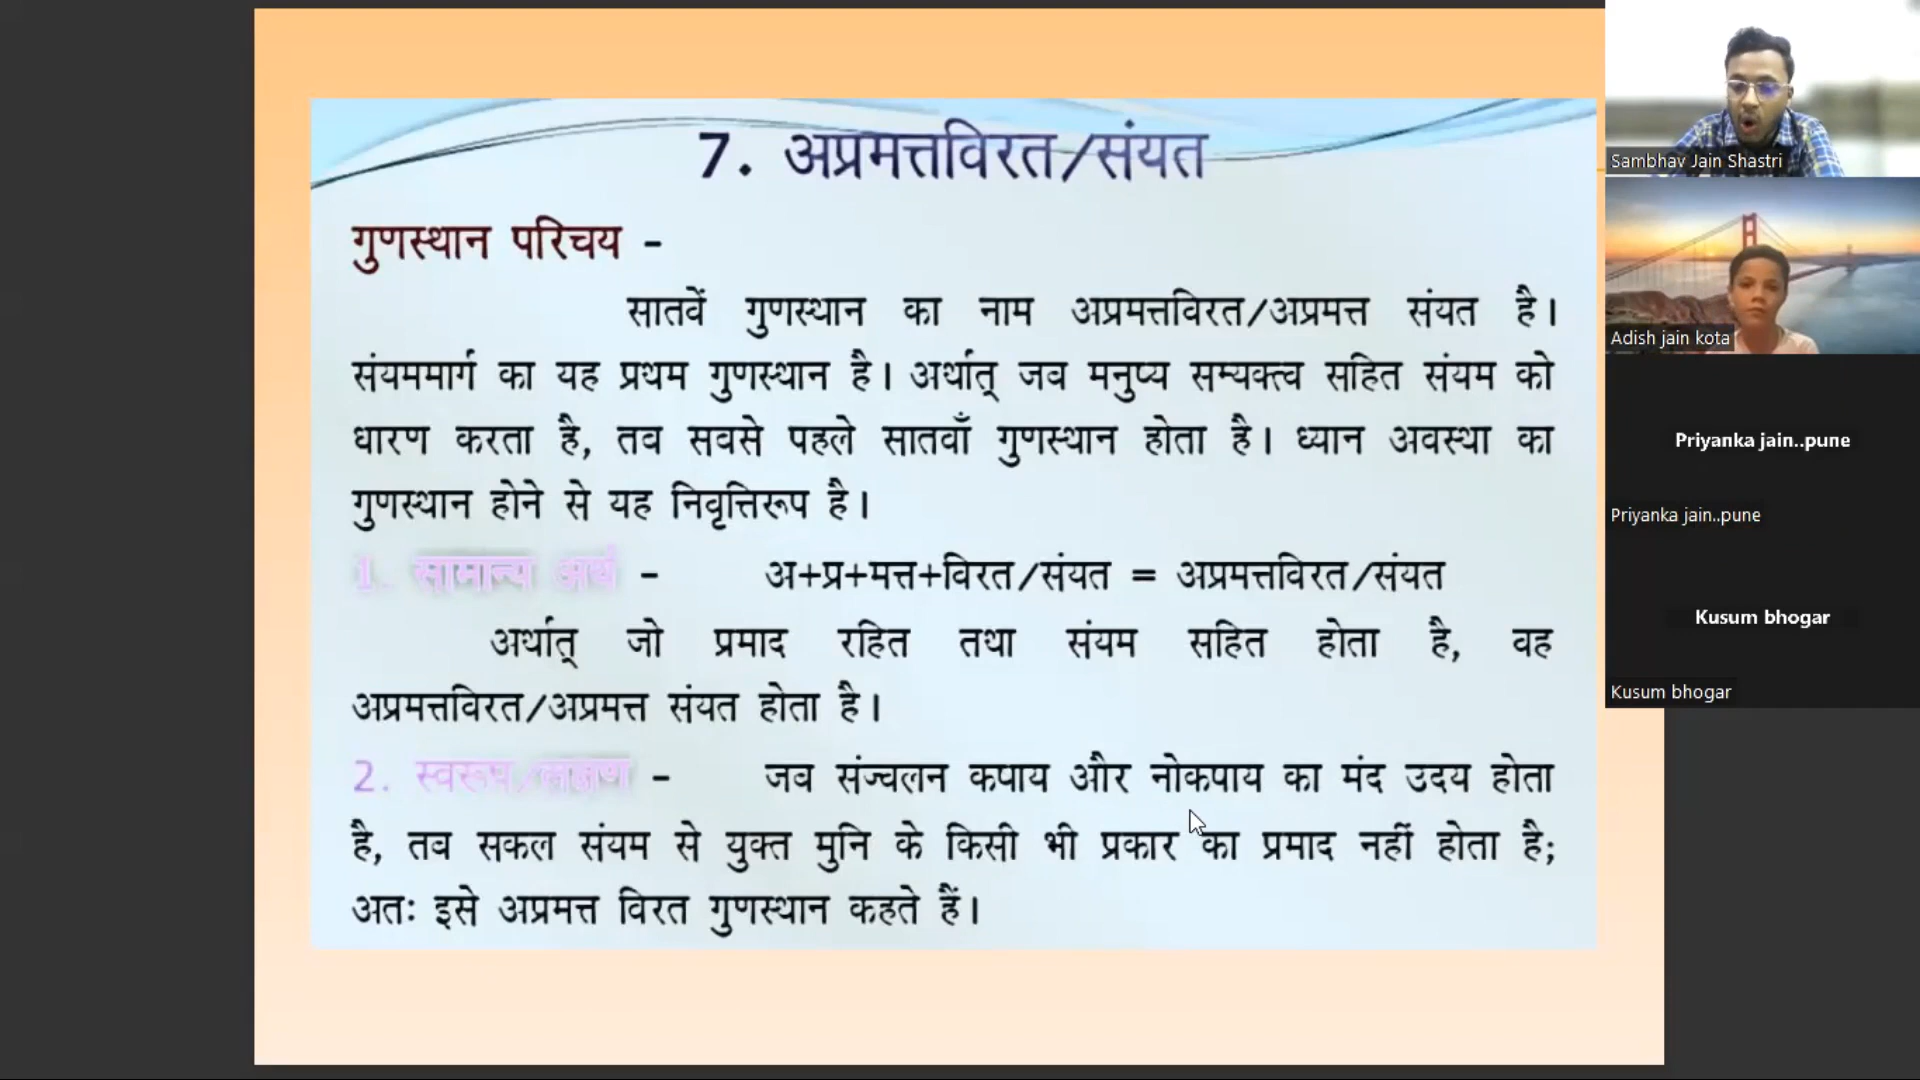 7. अप्रमत्तविरत/संयत
गुणस्थान परिचय -
सातवें गुणस्थान का नाम अप्रमत्तविरत/अप्रमत्त संयत है।
संयममार्ग का यह प्रथम गुणस्थान है। अर्थात् जब मनुष्य सम्यक्त्व सहित संयम को
धारण करता है, तब सबसे पहले सातवाँ गुणस्थान होता है। ध्यान अवस्था का
गुणस्थान होने से यह निवृत्तिरूप है।
1. सामान्य अर्थ - अ+प्र+मत्त+विरत/संयत = अप्रमत्तविरत/संयत
अर्थात् जो प्रमाद रहित तथा संयम सहित होता है, वह
अप्रमत्तविरत/अप्रमत्त संयत होता है।
2. स्वरूप/लक्षण - जब संज्वलन कषाय और नोकषाय का मंद उदय होता
है, तब सकल संयम से युक्त मुनि के किसी भी प्रकार का प्रमाद नहीं होता है;
अतः इसे अप्रमत्त विरत गुणस्थान कहते हैं।
Sambhav Jain Shastri
Adish jain kota
Priyanka jain..pune
Priyanka jain..pune
Kusum bhogar
Kusum bhogar